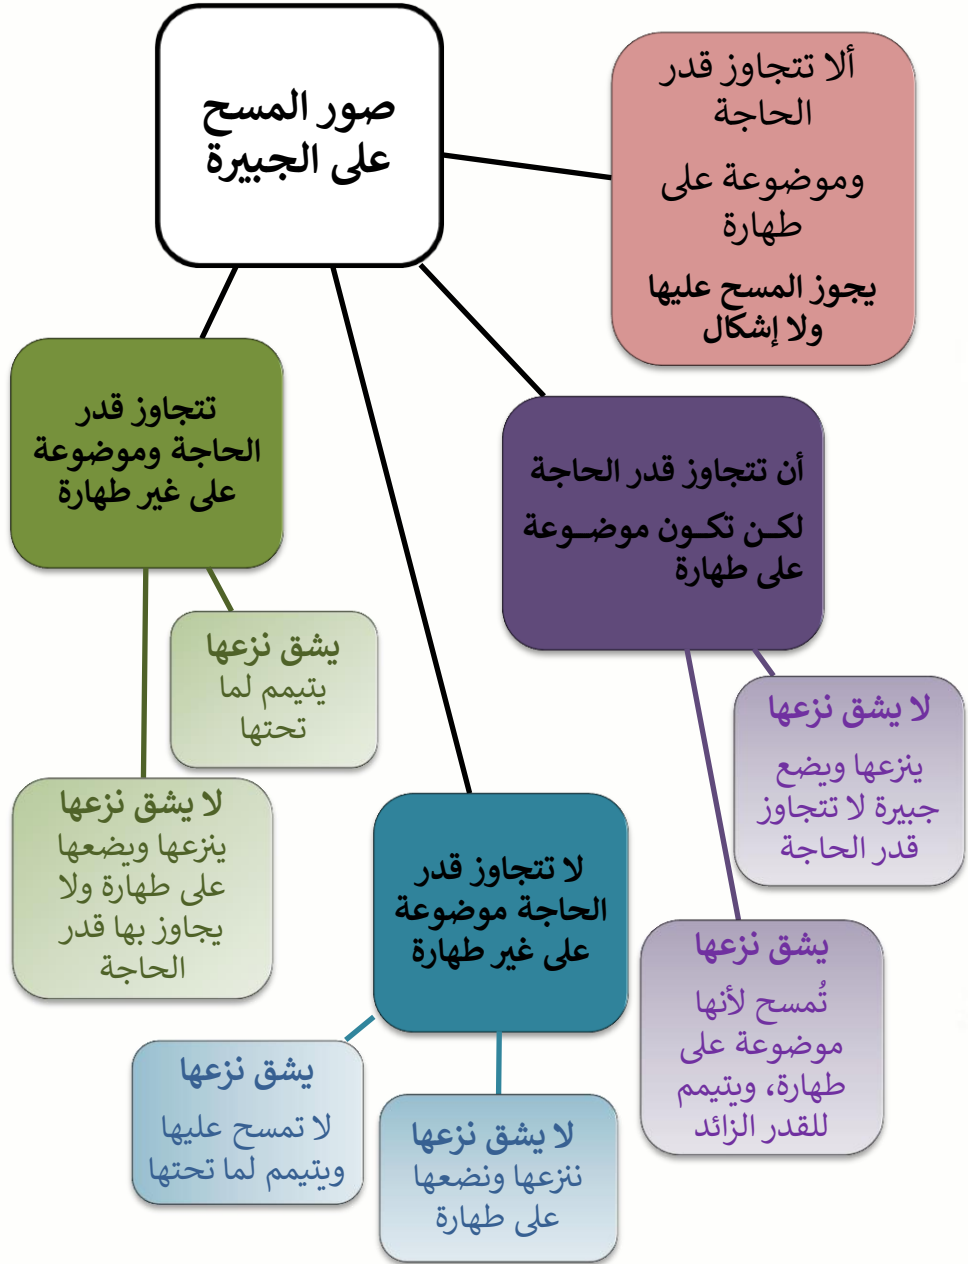 صور المسح
على الجبيرة
ألا تتجاوز قدر
الحاجة
وموضوعة على
طهارة
يجوز المسح عليها
ولا إشكال
أن تتجاوز قدر الحاجة
لكـن تكـون موضـوعة
على طهارة
لا يشق نزعها
ينزعها ويضع
جبيرة لا تتجاوز
قدر الحاجة
يشق نزعها
تُمسح لأنها
موضوعة على
طهارة، ويتيمم
للقدر الزائد
لا تتجاوز قدر
الحاجة موضوعة
على غير طهارة
لا يشق نزعها
ننزعها ونضعها
على طهارة
يشق نزعها
لا تمسح عليها
ويتيمم لما تحتها
تتجاوز قدر
الحاجة وموضوعة
على غير طهارة
يشق نزعها
يتيمم لما
تحتها
لا يشق نزعها
ينزعها ويضعها
على طهارة ولا
يجاوز بها قدر
الحاجة